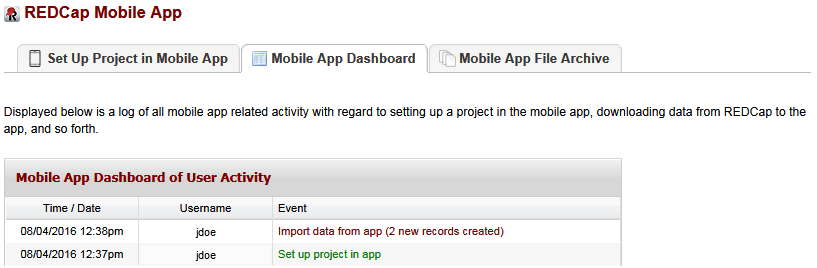 REDCap Mobile App
Set Up Project in Mobile App Mobile App Dashboard Mobile App File Archive
Displayed below is a log of all mobile app related activity with regard to setting up a project in the mobile app, downloading data from REDCap to the
app, and so forth.
Mobile App Dashboard of User Activity
Time / Date Username Event
08/04/2016 12:38pm jdoe Import data from app (2 new records created)
08/04/2016 12:37pm jdoe Set up project in app